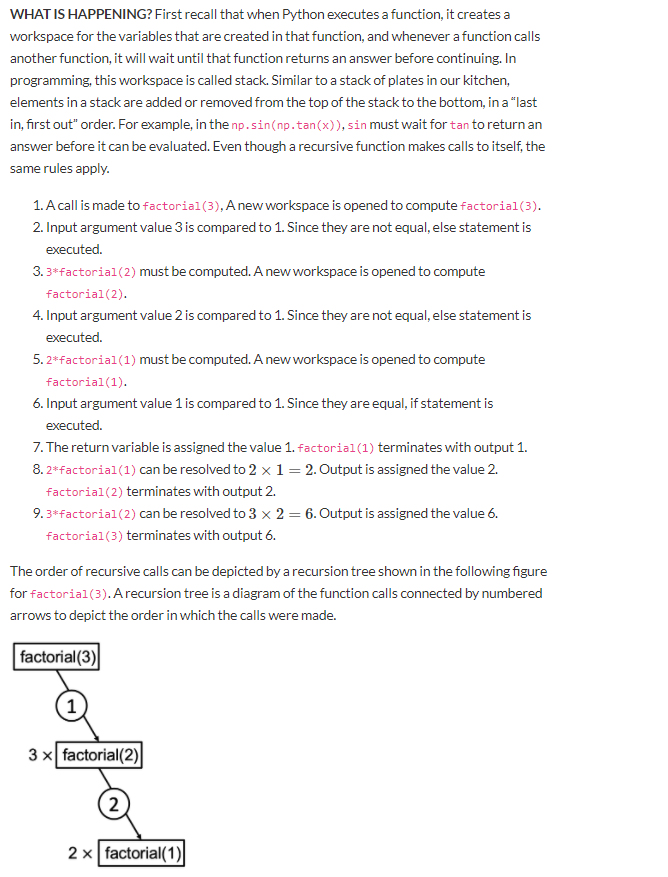 WHAT IS HAPPENING? First recall that when Python executes a function, it creates a
workspace for the variables that are created in that function, and whenever a function calls
another function, it will wait until that function returns an answer before continuing. In
programming, this workspace is called stack. Similar to a stack of plates in our kitchen,
elements in a stack are added or removed from the top of the stack to the bottom, in a “last
in, first out” order. For example, in the np.sin(np.tan(x)), sin must wait for tan to return an
answer before it can be evaluated. Even though a recursive function makes calls to itself, the
same rules apply.
1. A call is made to factorial(3), A new workspace is opened to compute factorial(3).
2. Input argument value 3 is compared to 1. Since they are not equal, else statement is
executed.
3. 3*factorial(2) must be computed. A new workspace is opened to compute
factorial(2).
4. Input argument value 2 is compared to 1. Since they are not equal, else statement is
executed.
5. 2*factorial(1) must be computed. A new workspace is opened to compute
factorial(1).
6. Input argument value 1 is compared to 1. Since they are equal, if statement is
executed.
7. The return variable is assigned the value 1. factorial(1) terminates with output 1.
8. 2*factorial(1) can be resolved to 2 × 1 = 2. Output is assigned the value 2.
factorial(2) terminates with output 2.
9. 3*factorial(2) can be resolved to 3 × 2 = 6. Output is assigned the value 6.
factorial(3) terminates with output 6.
The order of recursive calls can be depicted by a recursion tree shown in the following figure
for factorial(3). A recursion tree is a diagram of the function calls connected by numbered
arrows to depict the order in which the calls were made.
factorial(3)
1
3 × factorial(2)
2
2 × factorial(1)